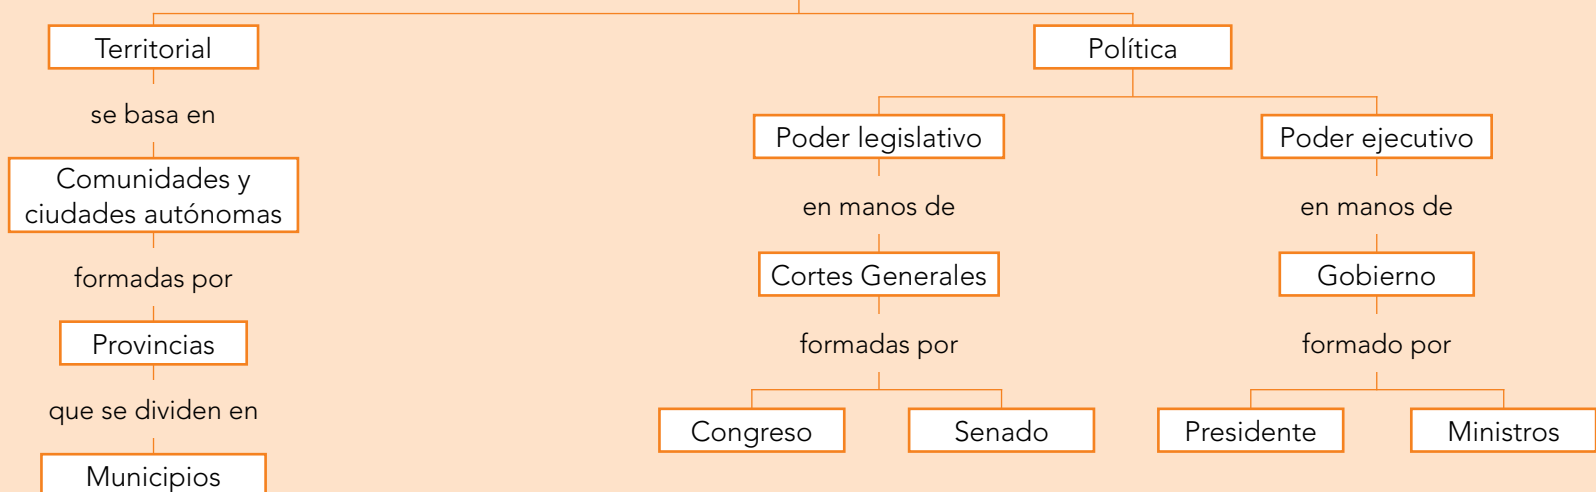 Territorial
Política
se basa en
Comunidades y
ciudades autónomas
formadas por
Provincias
que se dividen en
Municipios
Poder legislativo
Poder ejecutivo
en manos de
en manos de
Cortes Generales
Gobierno
formadas por
formado por
Congreso
Senado
Presidente
Ministros